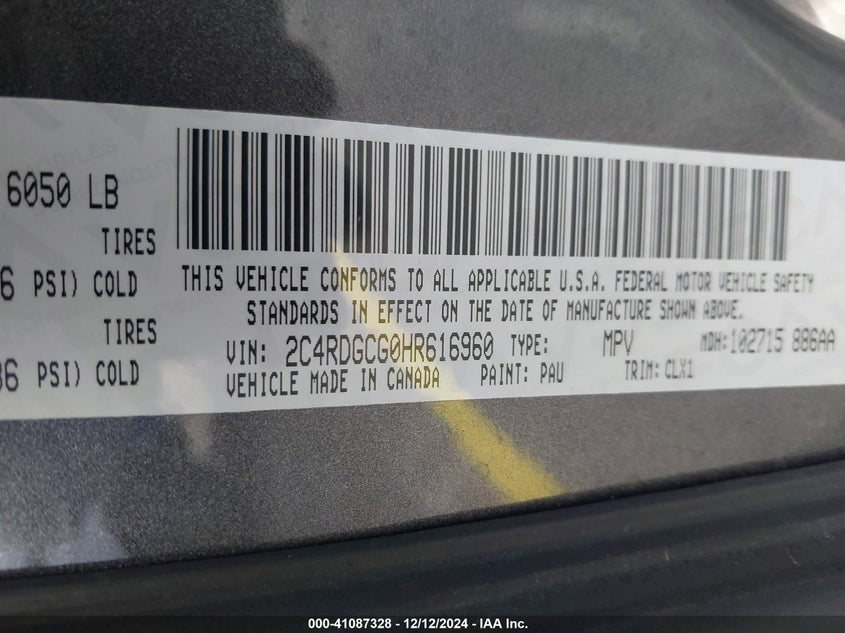 6050 LB
TIRES
6 PSI) COLD
TIRES
36 PSI) COLD
THIS VEHICLE CONFORMS TO ALL APPLICABLE U.S.A. FEDERAL MOTOR VEHICLE SAFETY
STANDARDS IN EFFECT ON THE DATE OF MANUFACTURE SHOWN ABOVE.
VIN: 2C4RDGCG0HR616960 TYPE: MPV MDH: 102715 886AA
VEHICLE MADE IN CANADA PAINT: PAU TRIM: CLX1
000-41087328 - 12/12/2024 - IAA Inc.